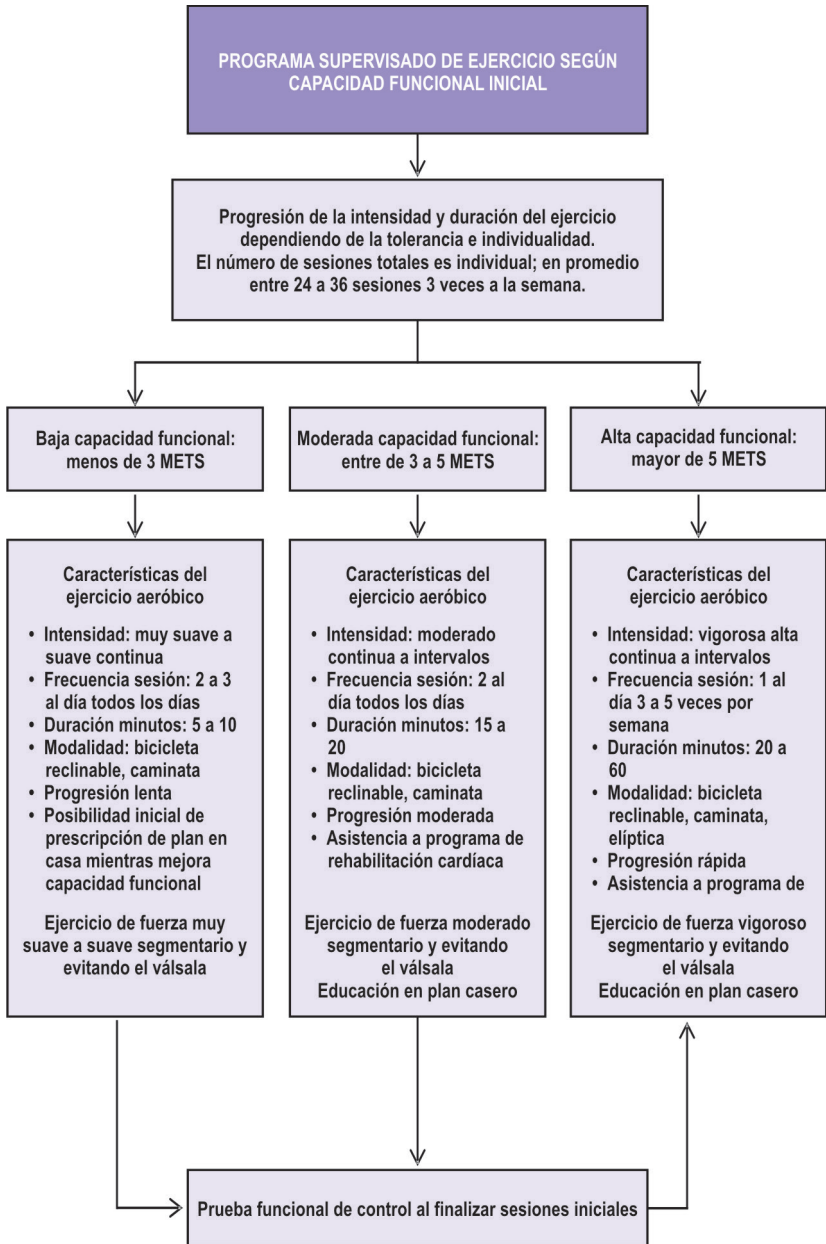 PROGRAMA SUPERVISADO DE EJERCICIO SEGÚN
CAPACIDAD FUNCIONAL INICIAL
Progresión de la intensidad y duración del ejercicio
dependiendo de la tolerancia e individualidad.
El número de sesiones totales es individual; en promedio
entre 24 a 36 sesiones 3 veces a la semana.
Baja capacidad funcional:
menos de 3 METS
Moderada capacidad funcional:
entre de 3 a 5 METS
Alta capacidad funcional:
mayor de 5 METS
Características del
ejercicio aeróbico
• Intensidad: muy suave a
suave continua
• Frecuencia sesión: 2 a 3
al día todos los días
• Duración minutos: 5 a 10
• Modalidad: bicicleta
reclinable, caminata
• Progresión lenta
• Posibilidad inicial de
prescripción de plan en
casa mientras mejora
capacidad funcional
Ejercicio de fuerza muy
suave a suave segmentario y
evitando el válsala
Características del
ejercicio aeróbico
• Intensidad: moderado
continua a intervalos
• Frecuencia sesión: 2 al
día todos los días
• Duración minutos: 15 a
20
• Modalidad: bicicleta
reclinable, caminata
• Progresión moderada
• Asistencia a programa de
rehabilitación cardíaca
Ejercicio de fuerza moderado
segmentario y evitando
el válsala
Educación en plan casero
Características del
ejercicio aeróbico
• Intensidad: vigorosa alta
continua a intervalos
• Frecuencia sesión: 1 al
día 3 a 5 veces por
semana
• Duración minutos: 20 a
60
• Modalidad: bicicleta
reclinable, caminata,
elíptica
• Progresión rápida
• Asistencia a programa de
Ejercicio de fuerza vigoroso
segmentario y evitando
el válsala
Educación en plan casero
Prueba funcional de control al finalizar sesiones iniciales